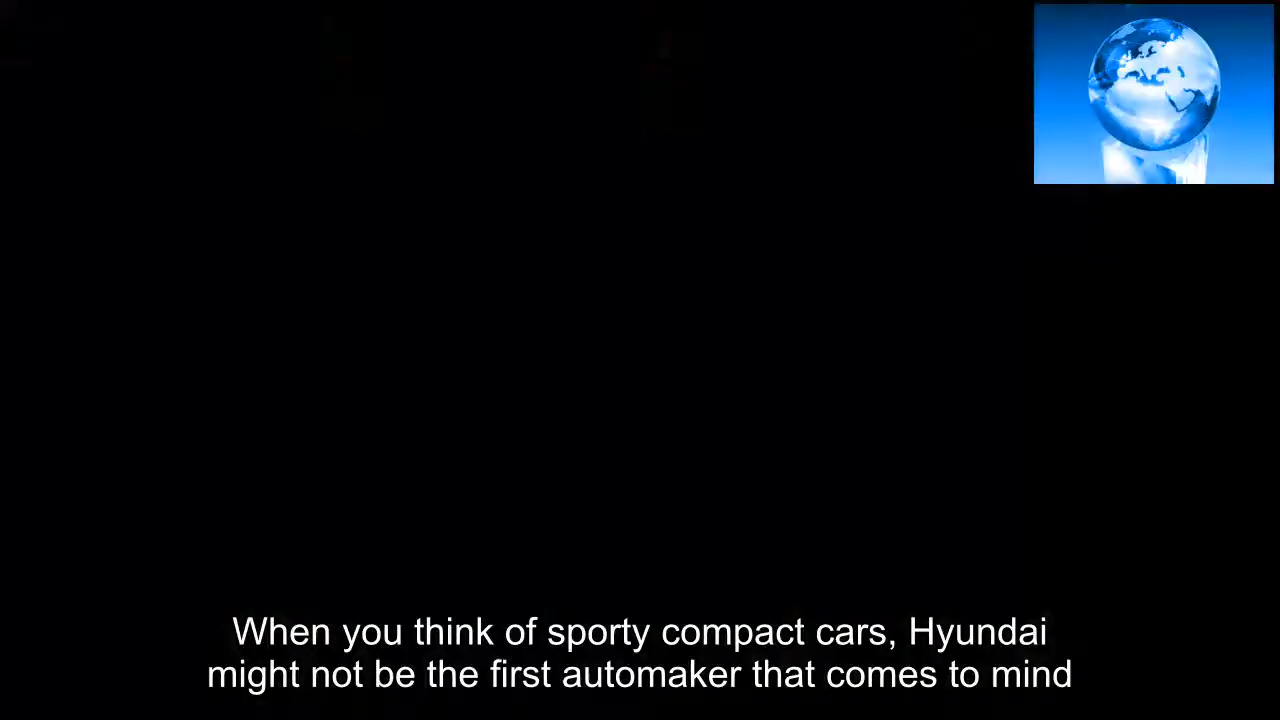 When you think of sporty compact cars, Hyundai
might not be the first automaker that comes to mind